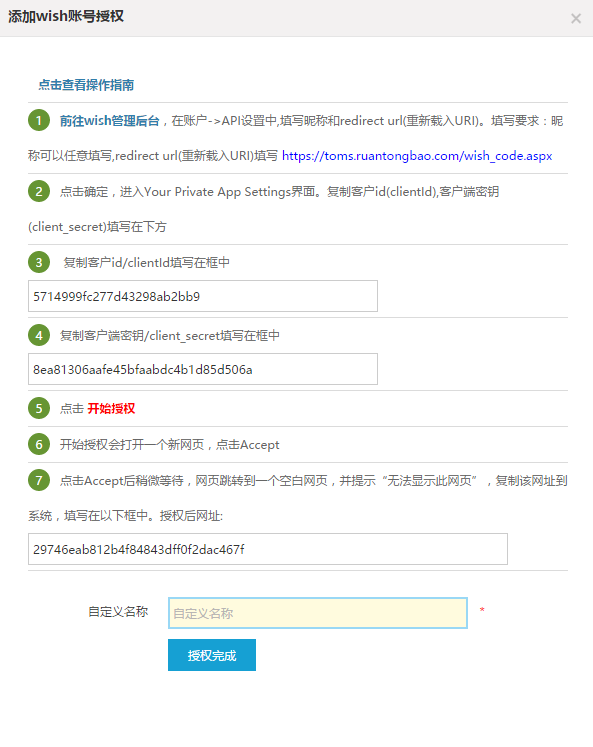 添加wish账号授权
×
点击查看操作指南
1 前往wish管理后台，在账户->API设置中,填写昵称和redirect url(重新载入URI)。填写要求：昵
称可以任意填写,redirect url(重新载入URI)填写 https://toms.ruantongbao.com/wish_code.aspx
2 点击确定，进入Your Private App Settings界面。复制客户id(clientId),客户端密钥
(client_secret)填写在下方
3 复制客户id/clientId填写在框中
5714999fc277d43298ab2bb9
4 复制客户端密钥/client_secret填写在框中
8ea81306aafe45bfaabdc4b1d85d506a
5 点击 开始授权
6 开始授权会打开一个新网页，点击Accept
7 点击Accept后稍微等待，网页跳转到一个空白网页，并提示“无法显示此网页”，复制该网址到
系统，填写在以下框中。授权后网址:
29746eab812b4f84843dff0f2dac467f
自定义名称 自定义名称 *
授权完成